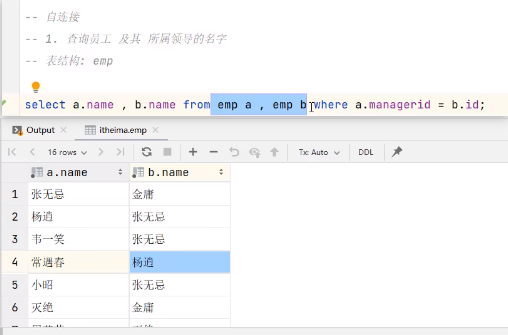 -- 自连接
-- 1. 查询员工 及其 所属领导的名字
-- 表结构: emp
select a.name , b.name from emp a , emp b where a.managerid = b.id;
Output
itheima.emp
16 rows
Tx: Auto
DDL
a.name b.name
1 张无忌 金庸
2 杨逍 张无忌
3 韦一笑 张无忌
4 常遇春 杨逍
5 小昭 张无忌
6 灭绝 金庸